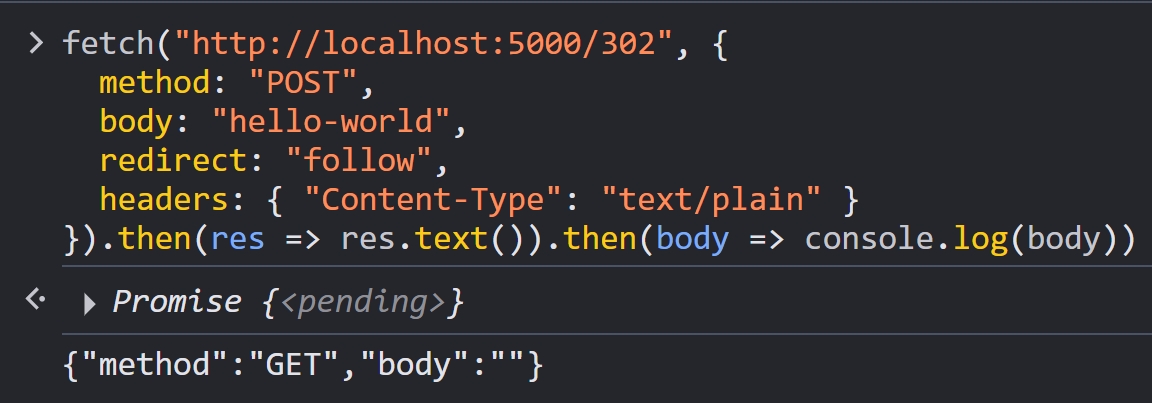 fetch("http://localhost:5000/302", {
method: "POST",
body: "hello-world",
redirect: "follow",
headers: { "Content-Type": "text/plain" }
}).then(res => res.text()).then(body => console.log(body))
Promise {<pending>}
{"method":"GET","body":""}